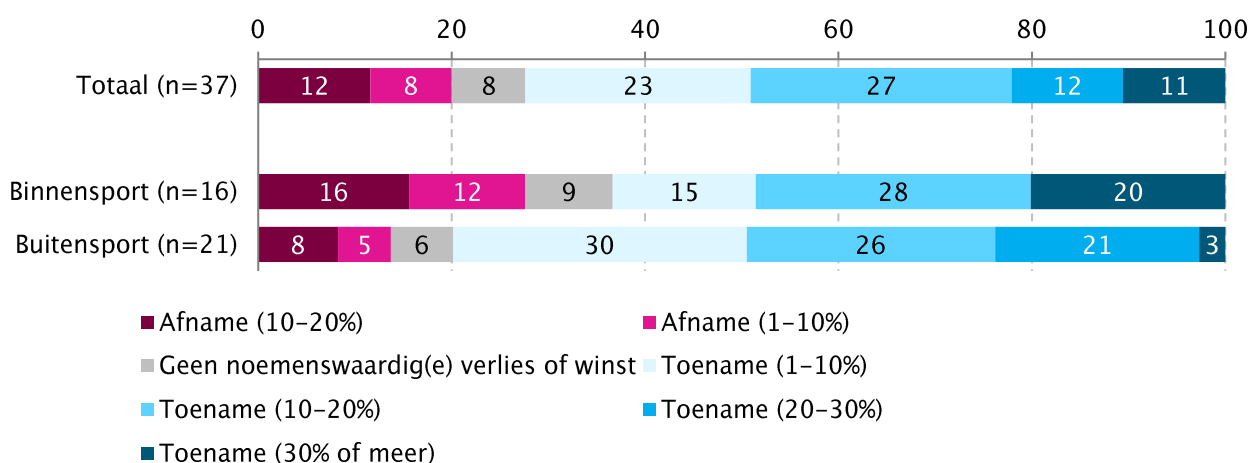 0 20 40 60 80 100
Totaal (n=37) 12 8 8 23 27 12 11
Binnensport (n=16) 16 12 9 15 28 20
Buitensport (n=21) 8 5 6 30 26 21 3
Afname (10-20%) Afname (1-10%)
Geen noemenswaardig(e) verlies of winst Toename (1-10%)
Toename (10-20%) Toename (20-30%)
Toename (30% of meer)